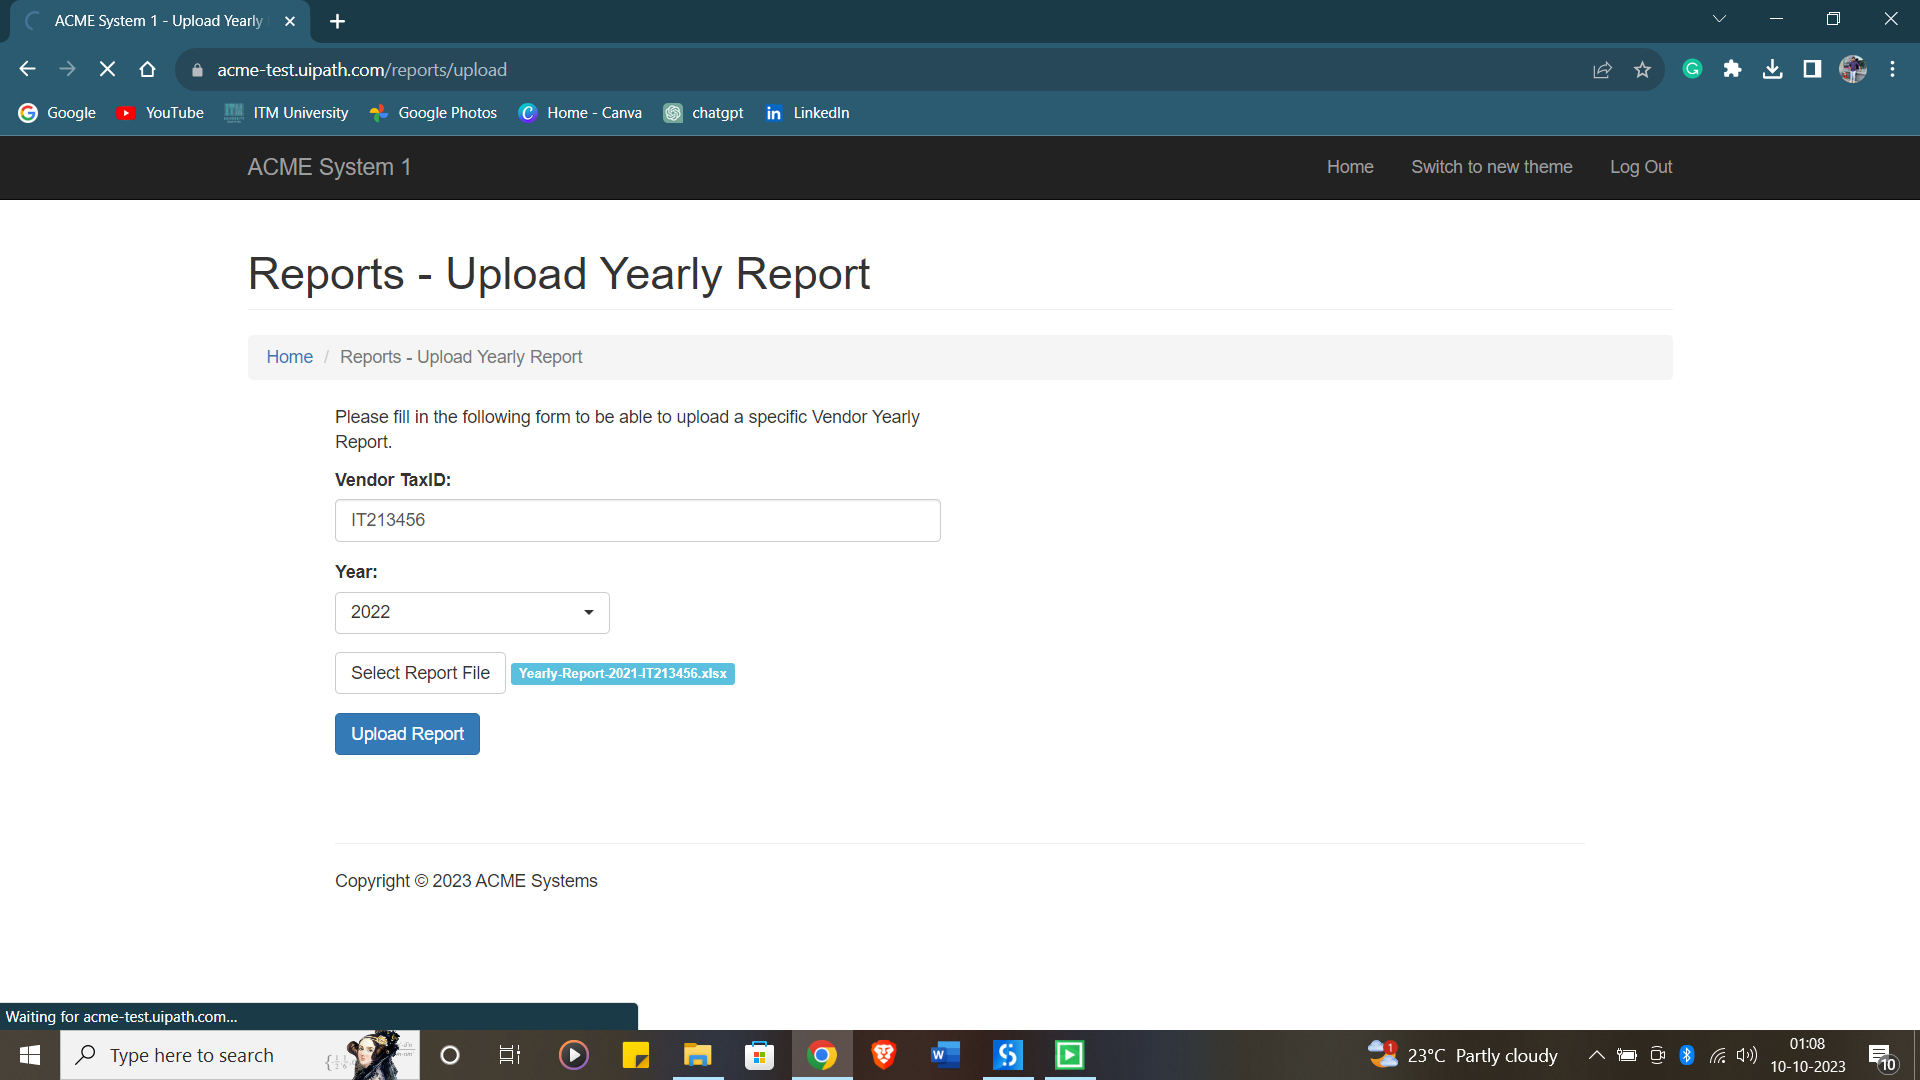 ACME System 1 - Upload Yearly
acme-test.uipath.com/reports/upload
Google YouTube ITM University Google Photos Home - Canva chatgpt LinkedIn
ACME System 1 Home Switch to new theme Log Out
Reports - Upload Yearly Report
Home / Reports - Upload Yearly Report
Please fill in the following form to be able to upload a specific Vendor Yearly
Report.
Vendor TaxID:
IT213456
Year:
2022
Select Report File Yearly-Report-2021-IT213456.xlsx
Upload Report
Copyright © 2023 ACME Systems
Waiting for acme-test.uipath.com...
Type here to search
1 23°C Partly cloudy
01:08
10-10-2023
10